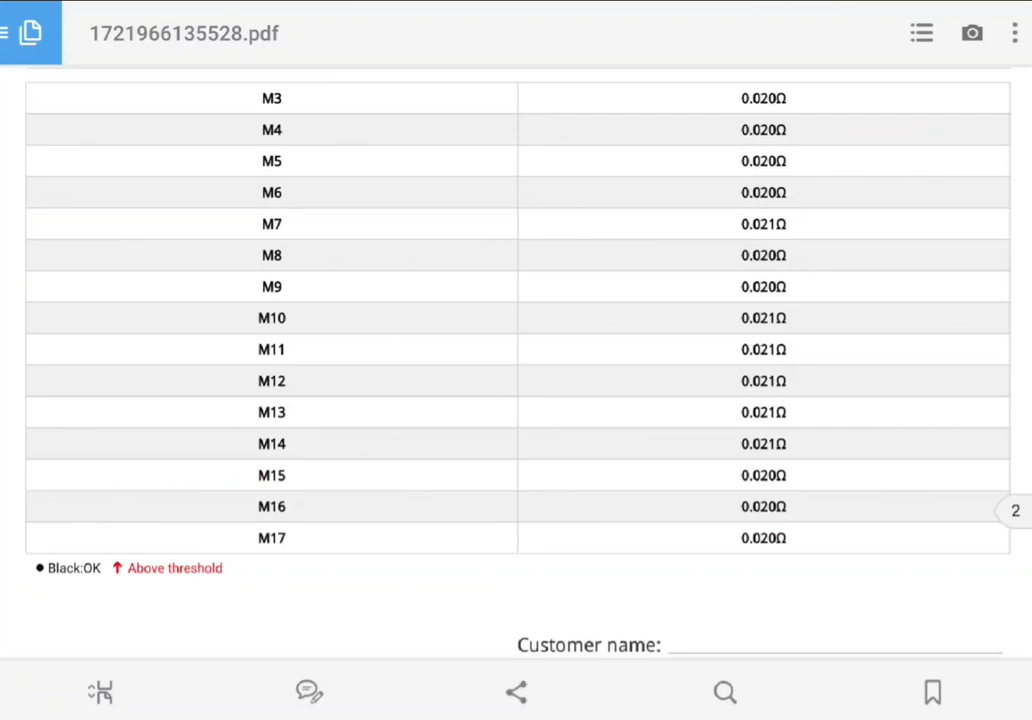 1721966135528.pdf
M3 0.020Ω
M4 0.020Ω
M5 0.020Ω
M6 0.020Ω
M7 0.021Ω
M8 0.020Ω
M9 0.020Ω
M10 0.021Ω
M11 0.021Ω
M12 0.021Ω
M13 0.021Ω
M14 0.021Ω
M15 0.020Ω
M16 0.020Ω
M17 0.020Ω
2
● Black:OK ↑ Above threshold
Customer name: